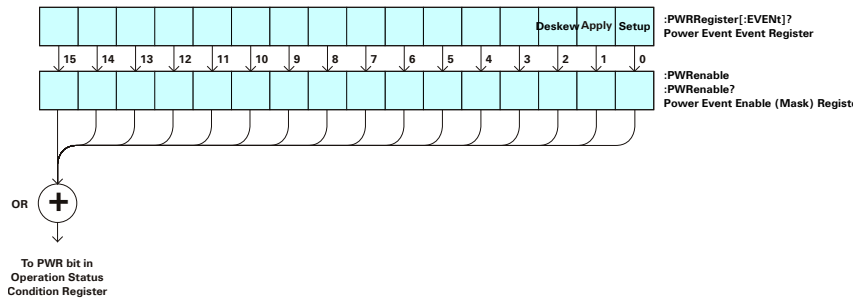 Deskew Apply Setup
:PWRRegister[:EVENt]?
Power Event Event Register
15 14 13 12 11 10 9 8 7 6 5 4 3 2 1 0
:PWRenable
:PWRenable?
Power Event Enable (Mask) Registe
OR +
To PWR bit in
Operation Status
Condition Register